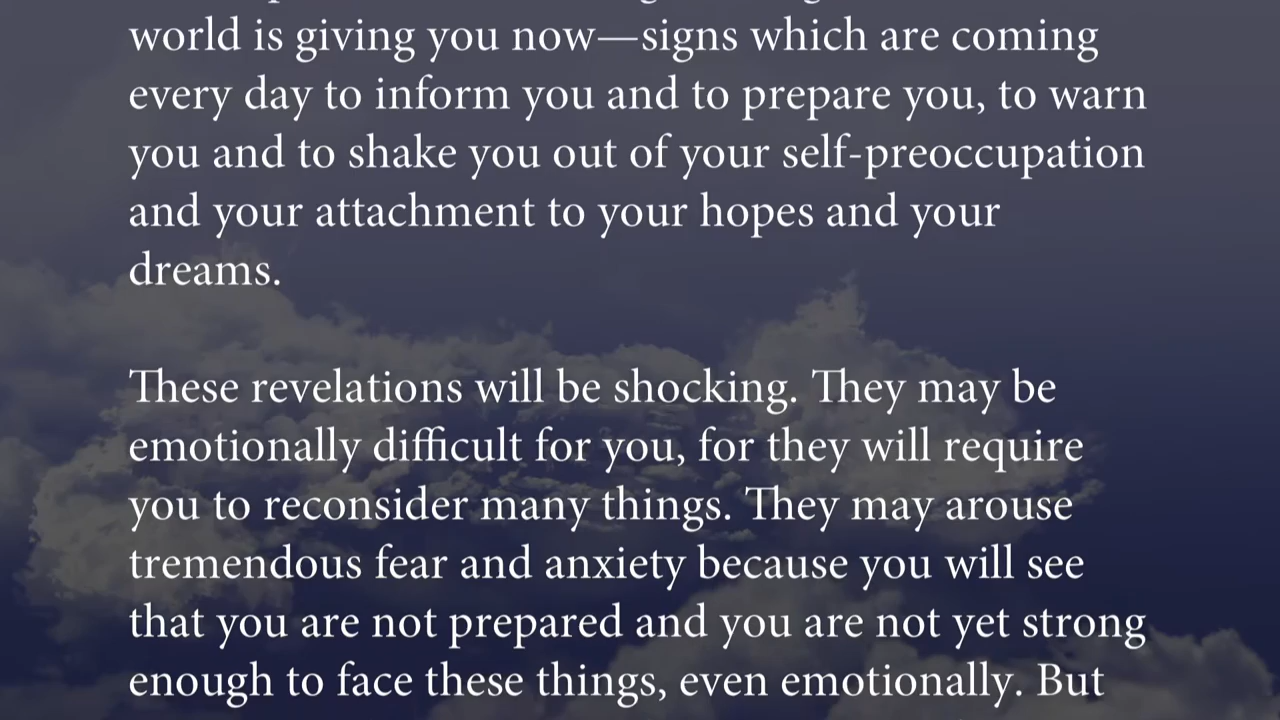 world is giving you now—signs which are coming
every day to inform you and to prepare you, to warn
you and to shake you out of your self-preoccupation
and your attachment to your hopes and your
dreams.
These revelations will be shocking. They may be
emotionally difficult for you, for they will require
you to reconsider many things. They may arouse
tremendous fear and anxiety because you will see
that you are not prepared and you are not yet strong
enough to face these things, even emotionally. But